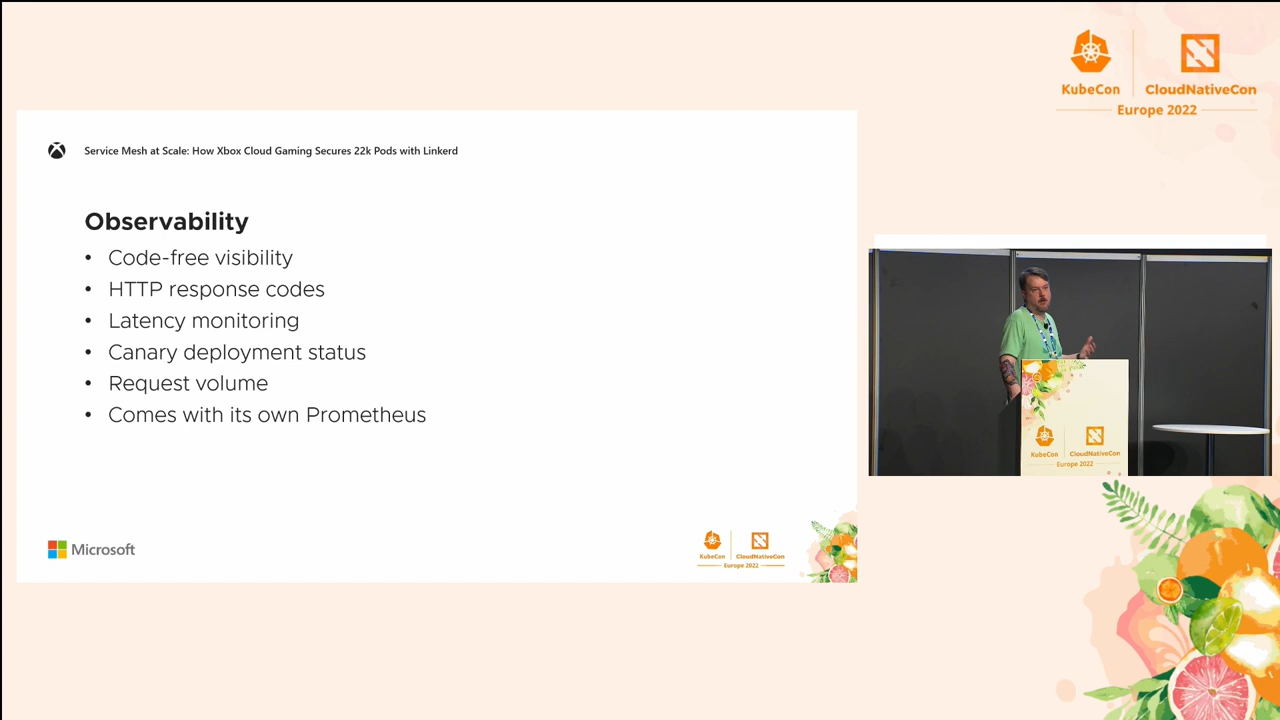 KubeCon
CloudNativeCon
Europe 2022
Service Mesh at Scale: How Xbox Cloud Gaming Secures 22k Pods with Linkerd
Observability
• Code-free visibility
• HTTP response codes
• Latency monitoring
• Canary deployment status
• Request volume
• Comes with its own Prometheus
Microsoft
KubeCon
CloudNativeCon
Europe 2022
KubeCon
CloudNativeCon
Europe 2022